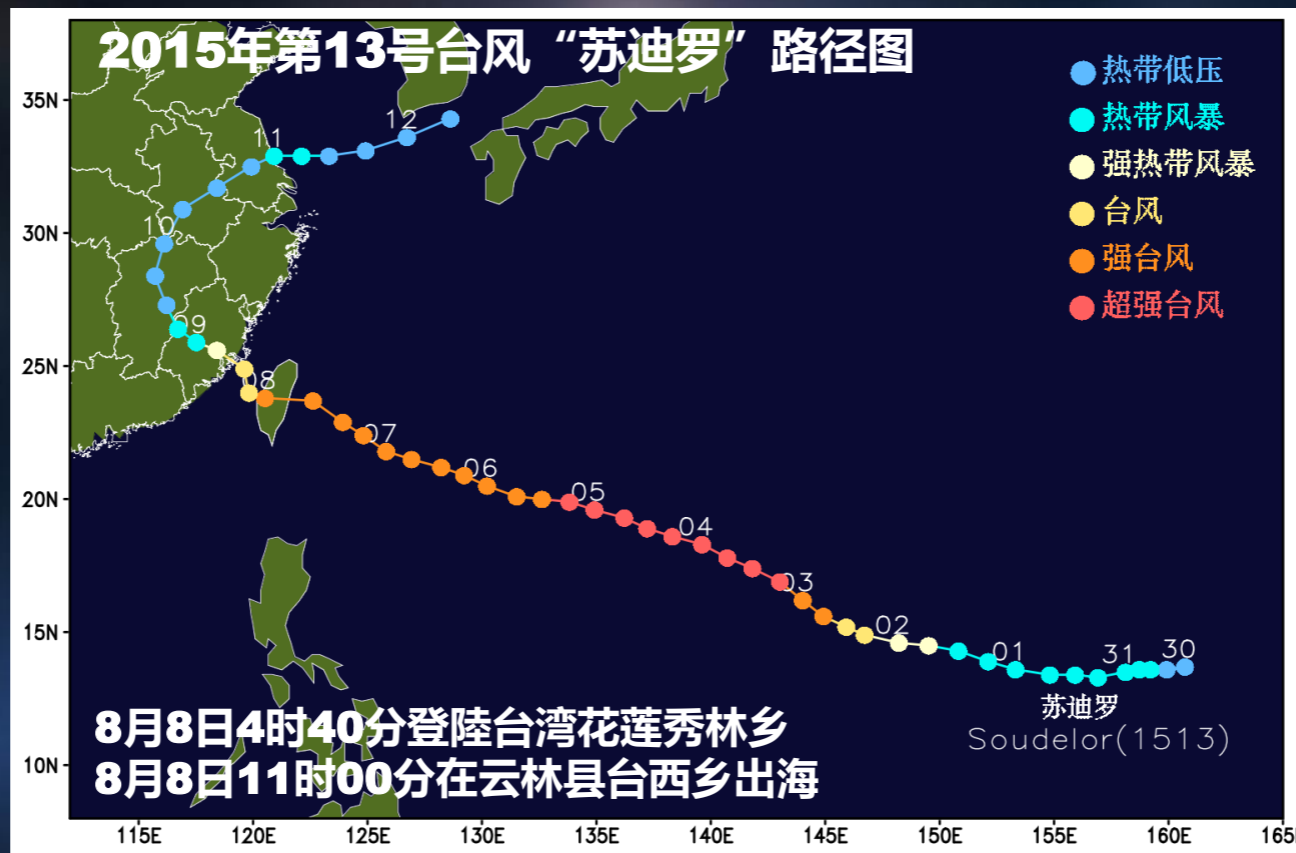 2015年第13号台风“苏迪罗”路径图
热带低压
热带风暴
强热带风暴
台风
强台风
超强台风
35N
30N
25N
20N
15N
10N
12
11
10
09
08
07
06
05
04
03
02
01
31
30
苏迪罗
Soudelor(1513)
8月8日4时40分登陸台湾花莲秀林乡
8月8日11时00分在云林县台西乡出海
115E 120E 125E 130E 135E 140E 145E 150E 155E 160E 165E